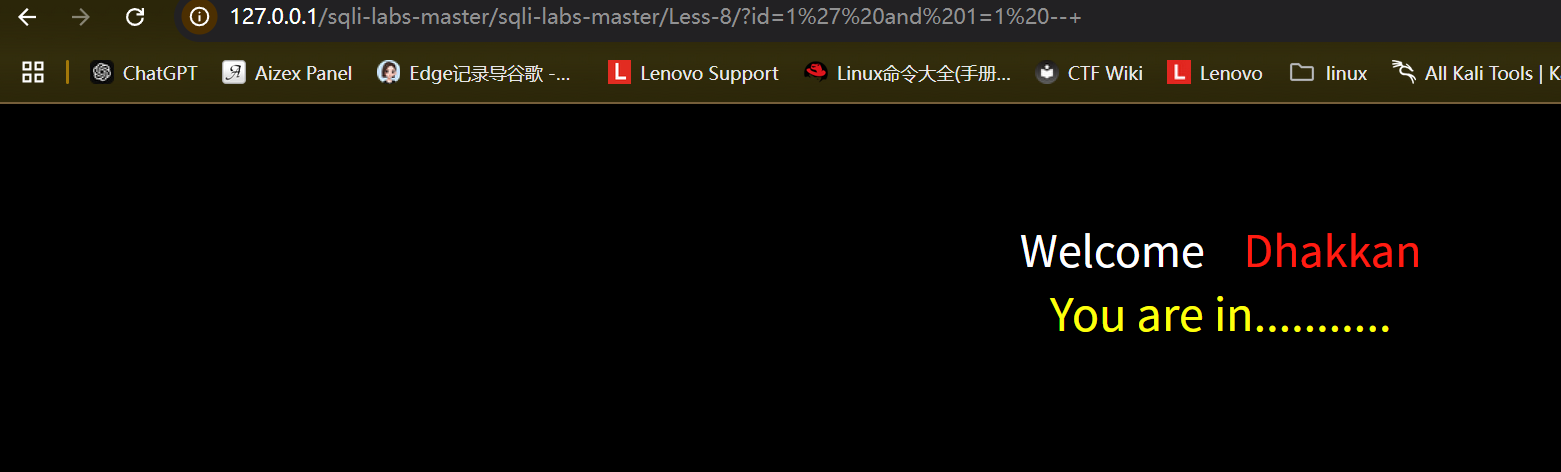 127.0.0.1/sqli-labs-master/sqli-labs-master/Less-8/?id=1%27%20and%201=1%20--+
ChatGPT Aizex Panel Edge记录导谷歌 -... Lenovo Support Linux命令大全(手册... CTF Wiki Lenovo linux All Kali Tools | K
Welcome Dhakkan
You are in...........